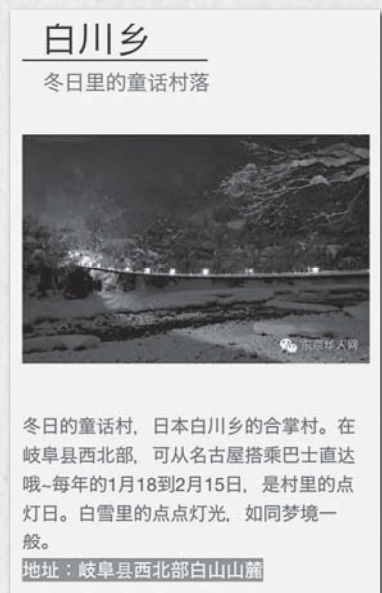 白川乡
冬日里的童话村落
东京华人网
冬日的童话村，日本白川乡的合掌村。在
岐阜县西北部，可从名古屋搭乘巴士直达
哦~每年的1月18到2月15日，是村里的点
灯日。白雪里的点点灯光，如同梦境一
般。
地址：岐阜县西北部白山山麓